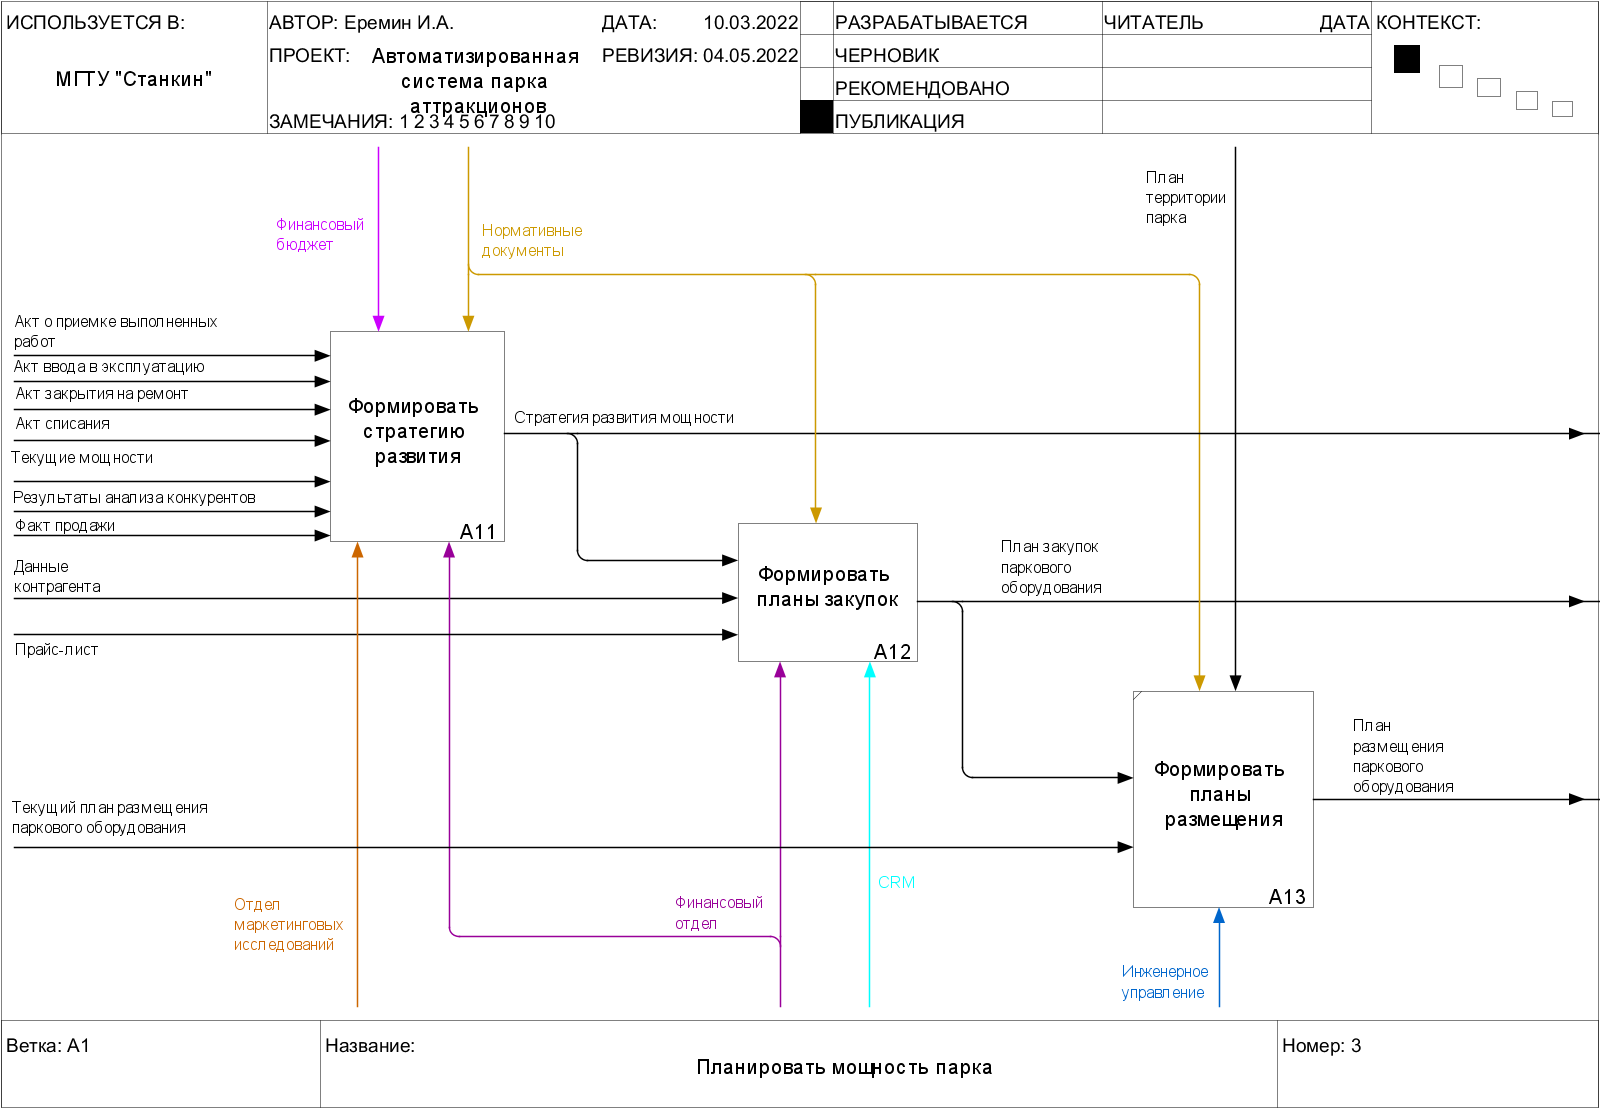 ИСПОЛЬЗУЕТСЯ В:
МГТУ "Станкин"
АВТОР: Еремин И.А.
ДАТА: 10.03.2022
ПРОЕКТ: Автоматизированная
система парка
аттракционов
РЕВИЗИЯ: 04.05.2022
ЗАМЕЧАНИЯ: 1 2 3 4 5 6 7 8 9 10
РАЗРАБАТЫВАЕТСЯ
ЧЕРНОВИК
РЕКОМЕНДОВАНО
ПУБЛИКАЦИЯ
ЧИТАТЕЛЬ
ДАТА
КОНТЕКСТ:
План
территории
парка
Финансовый
бюджет
Нормативные
документы
Акт о приемке выполненных
работ
Акт ввода в эксплуатацию
Акт закрытия на ремонт
Акт списания
Текущие мощности
Результаты анализа конкурентов
Факт продажи
Формировать
стратегию
развития
А11
Стратегия развития мощности
Данные
контрагента
Прайс-лист
Формировать
планы закупок
А12
План закупок
паркового
оборудования
Формировать
планы
размещения
А13
План
размещения
паркового
оборудования
Текущий план размещения
паркового оборудования
Отдел
маркетинговых
исследований
Финансовый
отдел
CRM
Инженерное
управление
Ветка: А1
Название:
Планировать мощность парка
Номер: 3